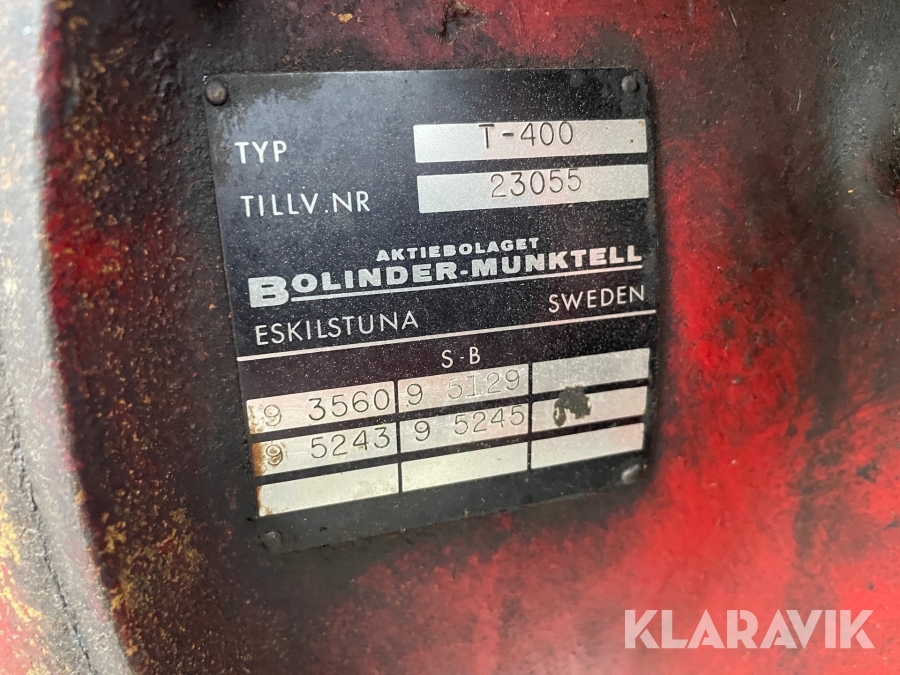 TYP T-400
TILLV.NR 23055
AKTIEBOLAGET
BOLINDER-MUNKTELL
ESKILSTUNA SWEDEN
S-B
9 3560 9 5129
9 5243 9 5245
KLARAVIK